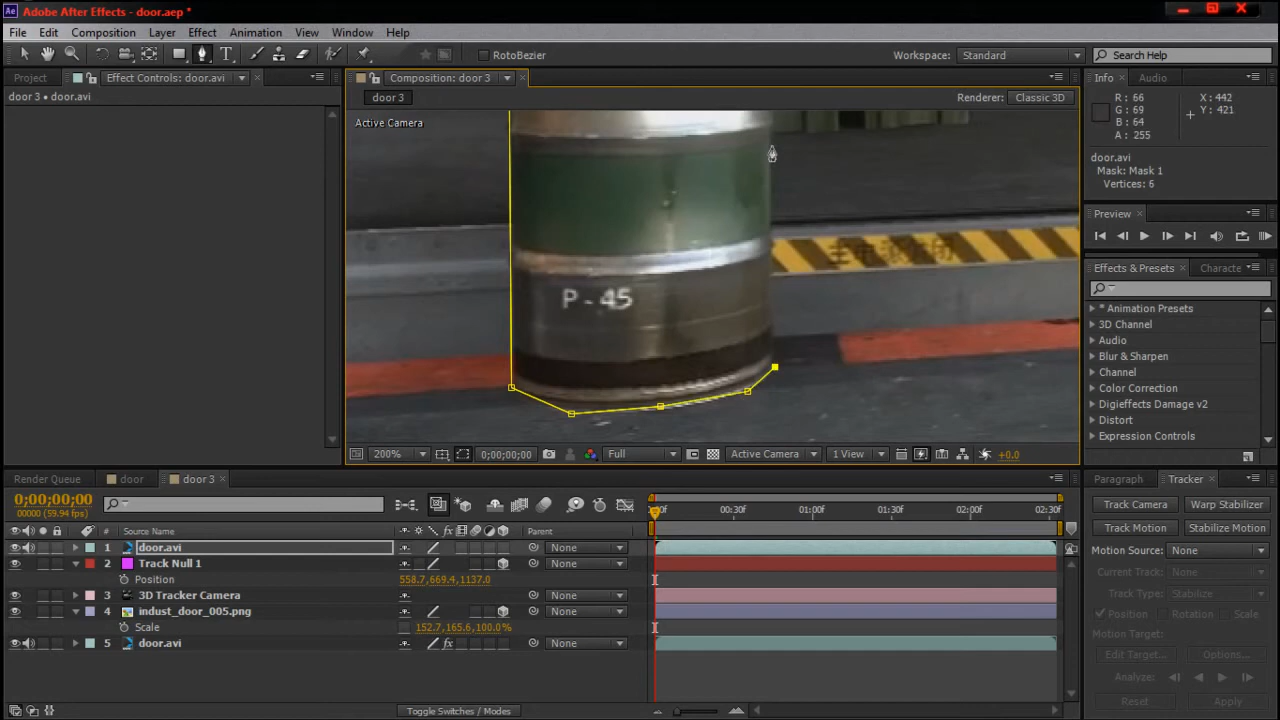 Ae Adobe After Effects - door.aep *
File Edit Composition Layer Effect Animation View Window Help
RotoBezier
Workspace: Standard
Search Help
Project
Effect Controls: door.avi
Composition: door 3
Info
Audio
door 3 • door.avi
door 3
Renderer: Classic 3D
R : 66
G : 69
B : 64
A : 255
X : 442
Y : 421
Active Camera
door.avi
Mask: Mask 1
Vertices: 6
Preview
Effects & Presets
Characte
* Animation Presets
3D Channel
Audio
Blur & Sharpen
Channel
Color Correction
Digieffects Damage v2
Distort
Expression Controls
P - 45
200%
0;00;00;00
Full
Active Camera
1 View
+0.0
Render Queue
door
door 3
Paragraph
Tracker
0;00;00;00
00000 (59.94 fps)
00f
00:30f
01:00f
01:30f
02:00f
02:30f
Track Camera
Warp Stabilizer
Track Motion
Stabilize Motion
# Source Name
fx
Parent
1 door.avi None
2 Track Null 1 None
Position 558.7,669.4,1137.0
3 3D Tracker Camera None
4 indust_door_005.png None
Scale 152.7,165.6,100.0%
5 door.avi fx None
Motion Source: None
Current Track: None
Track Type: Stabilize
Position Rotation Scale
Motion Target:
Edit Target...
Options...
Analyze:
Reset
Apply
Toggle Switches / Modes